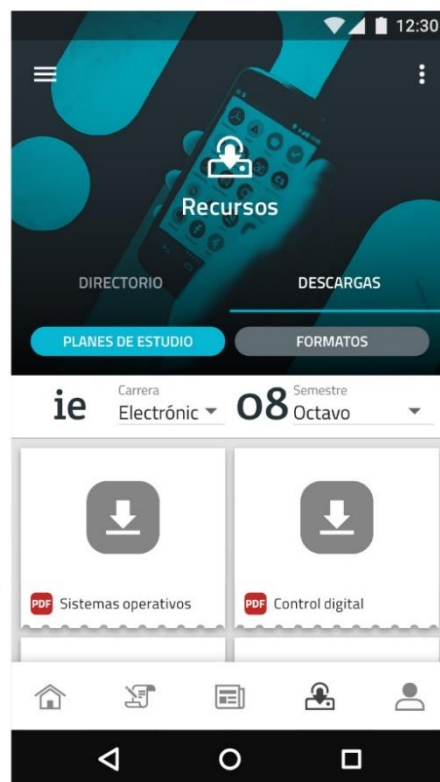 12:30
Recursos
DIRECTORIO DESCARGAS
PLANES DE ESTUDIO FORMATOS
ie Carrera Electrónic 08 Semestre Octavo
PDF Sistemas operativos PDF Control digital